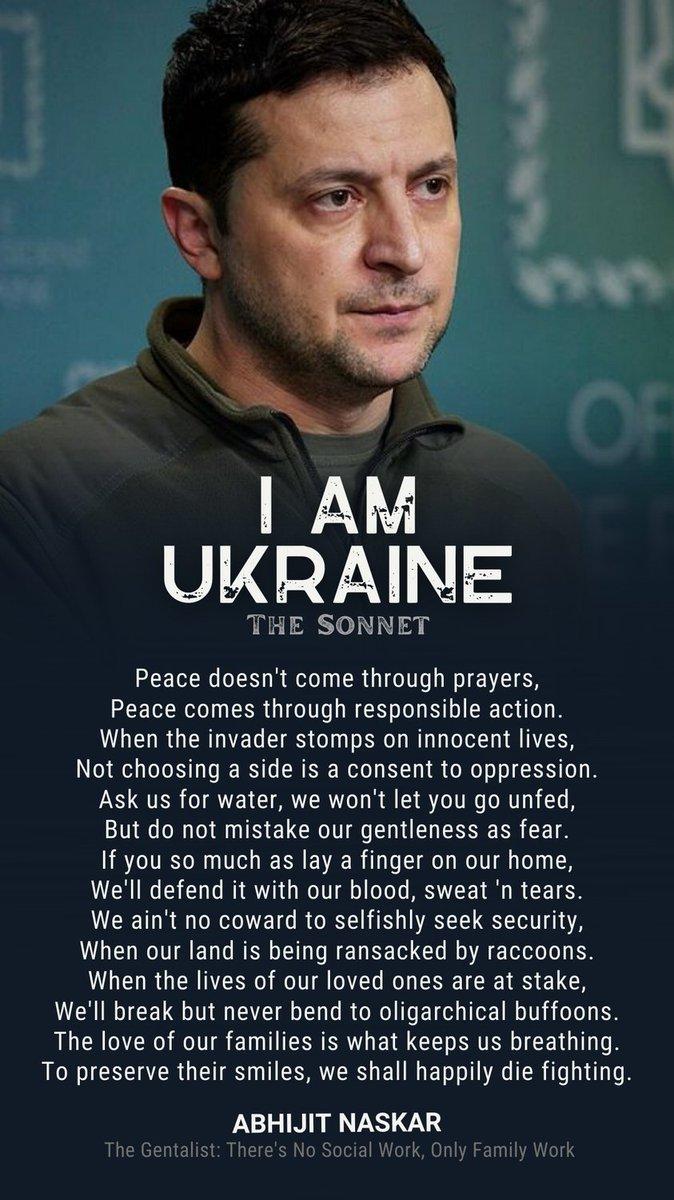 I AM
UKRAINE
THE SONNET
Peace doesn't come through prayers,
Peace comes through responsible action.
When the invader stomps on innocent lives,
Not choosing a side is a consent to oppression.
Ask us for water, we won't let you go unfed,
But do not mistake our gentleness as fear.
If you so much as lay a finger on our home,
We'll defend it with our blood, sweat 'n tears.
We ain't no coward to selfishly seek security,
When our land is being ransacked by raccoons.
When the lives of our loved ones are at stake,
We'll break but never bend to oligarchical buffoons.
The love of our families is what keeps us breathing.
To preserve their smiles, we shall happily die fighting.
ABHIJIT NASKAR
The Gentalist: There's No Social Work, Only Family Work